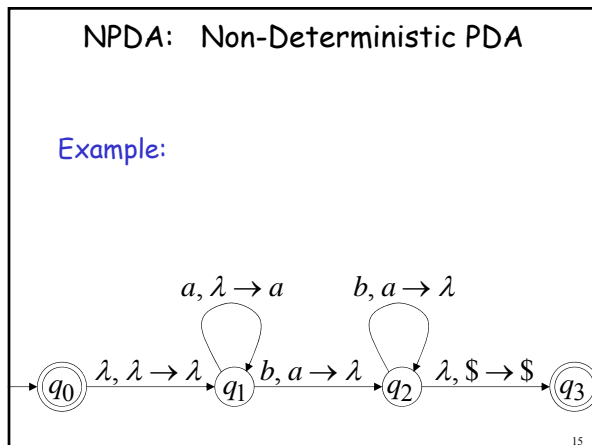 NPDA: Non-Deterministic PDA
Example:
a, λ → a b, a → λ
q0 λ, λ → λ q1 b, a → λ q2 λ, $ → $ q3
15